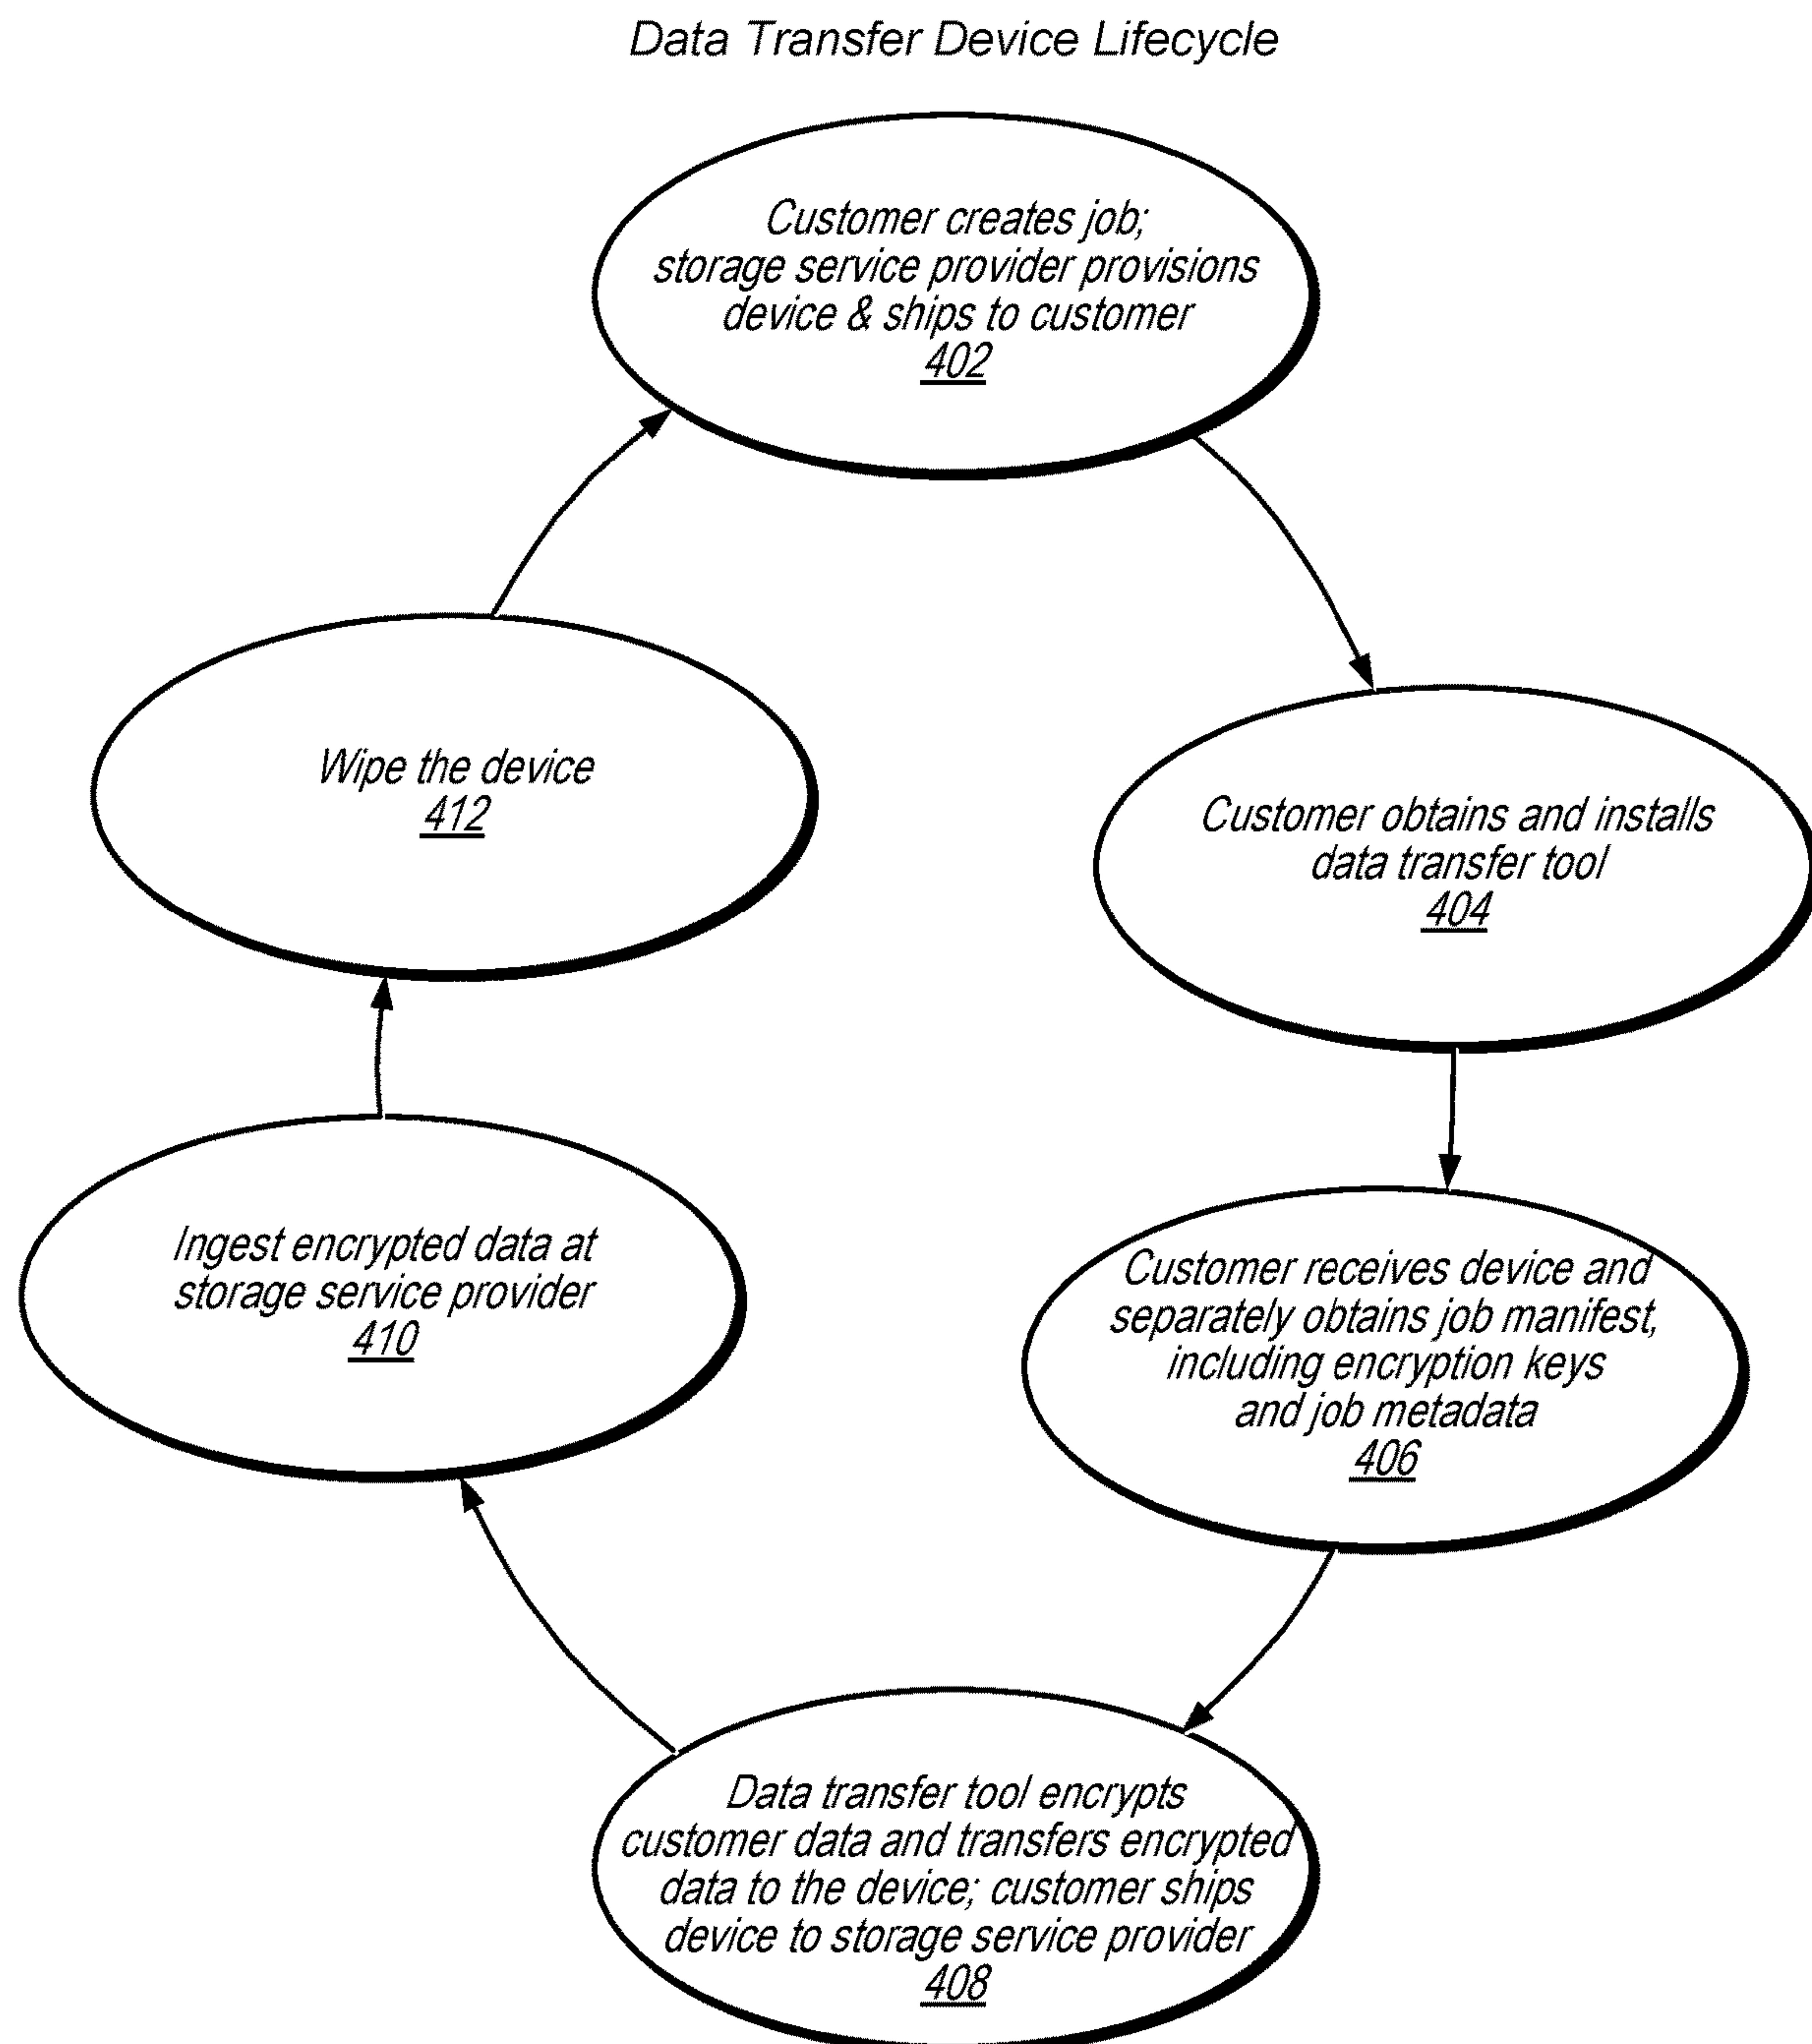 Data Transfer Device Lifecycle
Customer creates job;
storage service provider provisions
device & ships to customer
402
Customer obtains and installs
data transfer tool
404
Customer receives device and
separately obtains job manifest,
including encryption keys
and job metadata
406
Data transfer tool encrypts
customer data and transfers encrypted
data to the device; customer ships
device to storage service provider
408
Ingest encrypted data at
storage service provider
410
Wipe the device
412